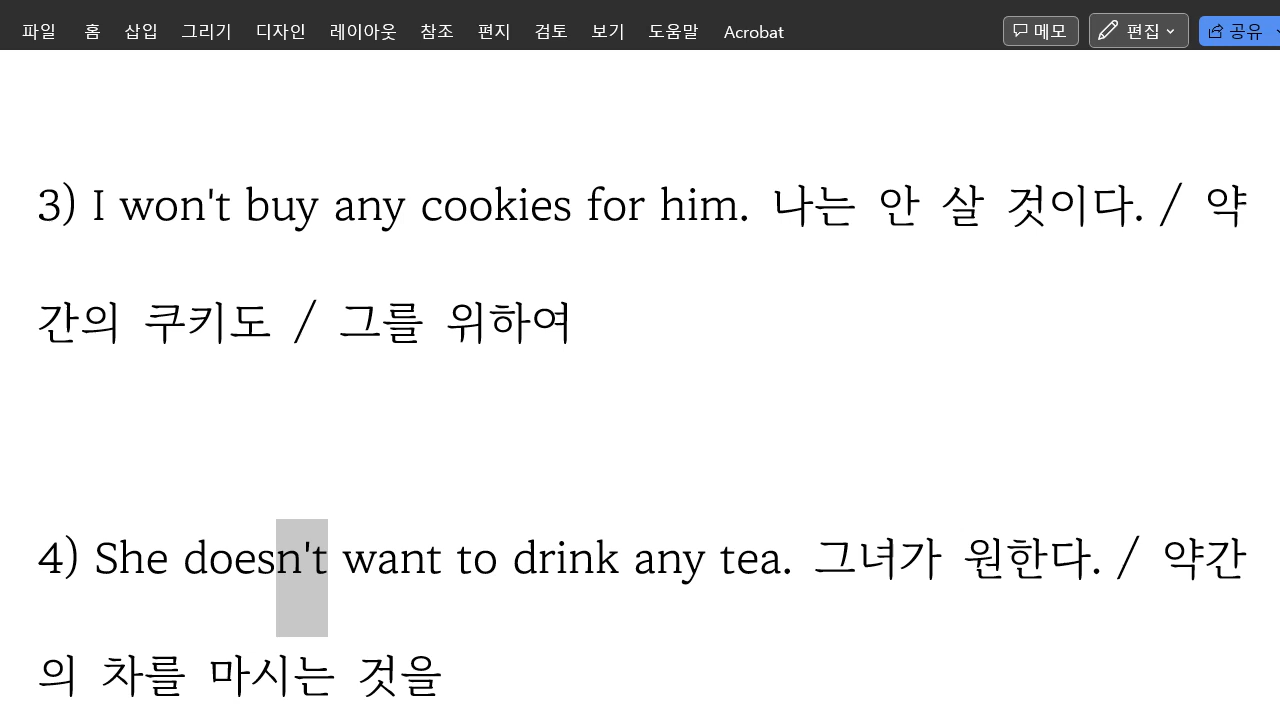 파일 홈 삽입 그리기 디자인 레이아웃 참조 편지 검토 보기 도움말 Acrobat 메모 편집 공유
3) I won't buy any cookies for him. 나는 안 살 것이다. / 약
간의 쿠키도 / 그를 위하여
4) She doesn't want to drink any tea. 그녀가 원한다. / 약간
의 차를 마시는 것을